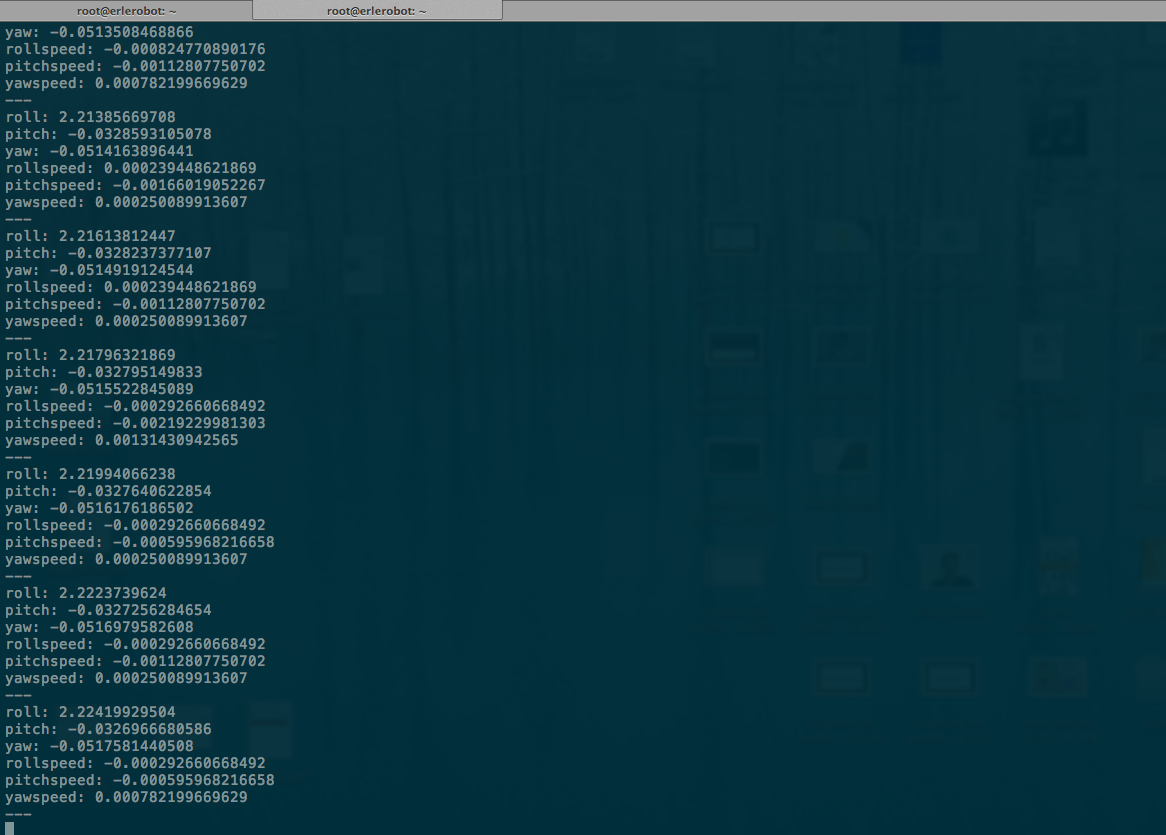 root@erlerobot: ~
root@erlerobot: ~
yaw: -0.0513508468866
rollspeed: -0.000824770890176
pitchspeed: -0.00112807750702
yawspeed: 0.000782199669629
---
roll: 2.21385669708
pitch: -0.0328593105078
yaw: -0.0514163896441
rollspeed: 0.000239448621869
pitchspeed: -0.00166019052267
yawspeed: 0.000250089913607
---
roll: 2.21613812447
pitch: -0.0328237377107
yaw: -0.0514919124544
rollspeed: 0.000239448621869
pitchspeed: -0.00112807750702
yawspeed: 0.000250089913607
---
roll: 2.21796321869
pitch: -0.032795149833
yaw: -0.0515522845089
rollspeed: -0.000292660668492
pitchspeed: -0.00219229981303
yawspeed: 0.00131430942565
---
roll: 2.21994066238
pitch: -0.0327640622854
yaw: -0.0516176186502
rollspeed: -0.000292660668492
pitchspeed: -0.000595968216658
yawspeed: 0.000250089913607
---
roll: 2.2223739624
pitch: -0.0327256284654
yaw: -0.0516979582608
rollspeed: -0.000292660668492
pitchspeed: -0.00112807750702
yawspeed: 0.000250089913607
---
roll: 2.22419929504
pitch: -0.0326966680586
yaw: -0.0517581440508
rollspeed: -0.000292660668492
pitchspeed: -0.000595968216658
yawspeed: 0.000782199669629
---